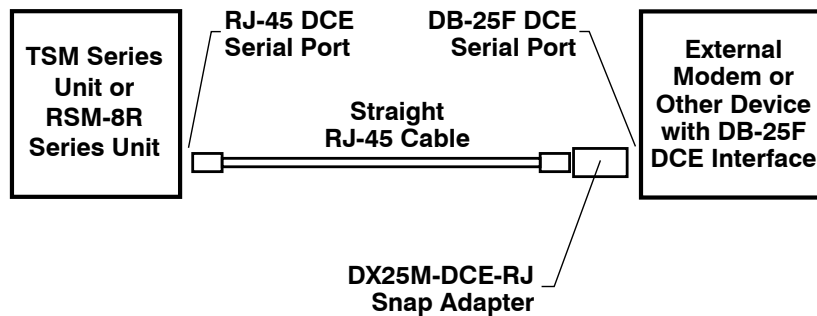 TSM Series
Unit or
RSM-8R
Series Unit
RJ-45 DCE
Serial Port
Straight
RJ-45 Cable
DB-25F DCE
Serial Port
External
Modem or
Other Device
with DB-25F
DCE Interface
DX25M-DCE-RJ
Snap Adapter